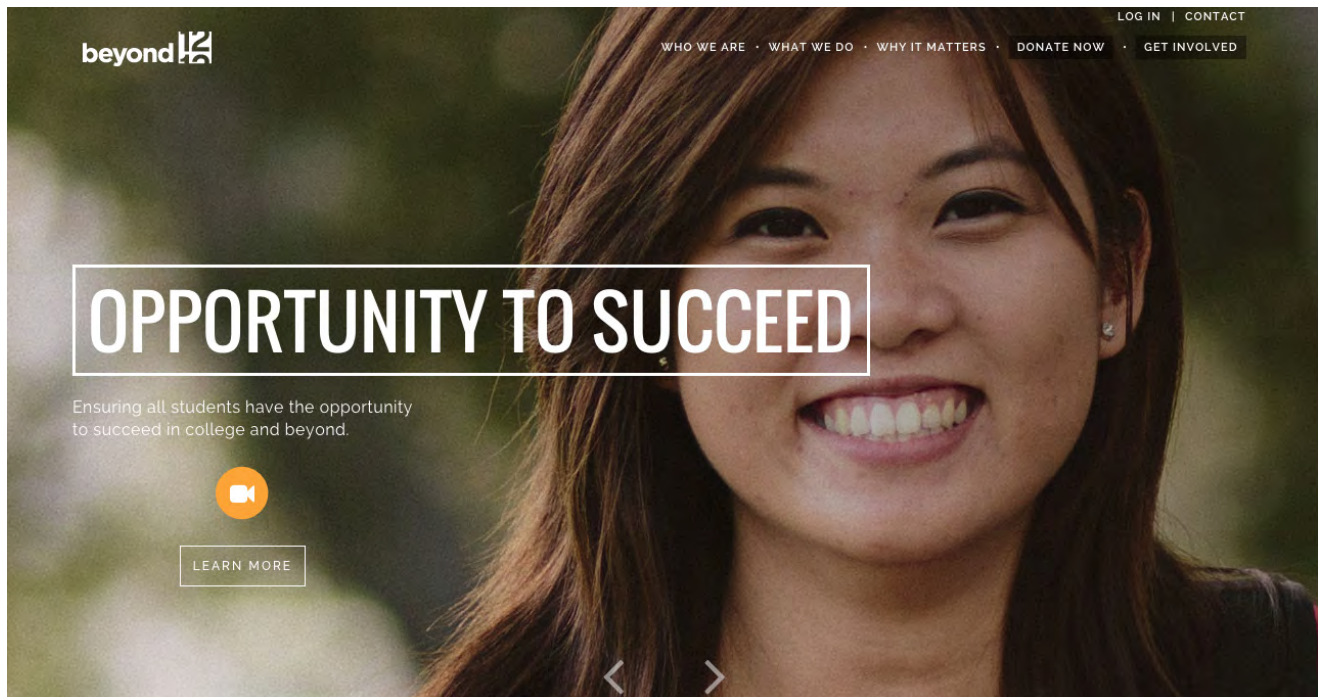 LOG IN | CONTACT
beyond 12
WHO WE ARE • WHAT WE DO • WHY IT MATTERS • DONATE NOW • GET INVOLVED
OPPORTUNITY TO SUCCEED
Ensuring all students have the opportunity
to succeed in college and beyond.
LEARN MORE